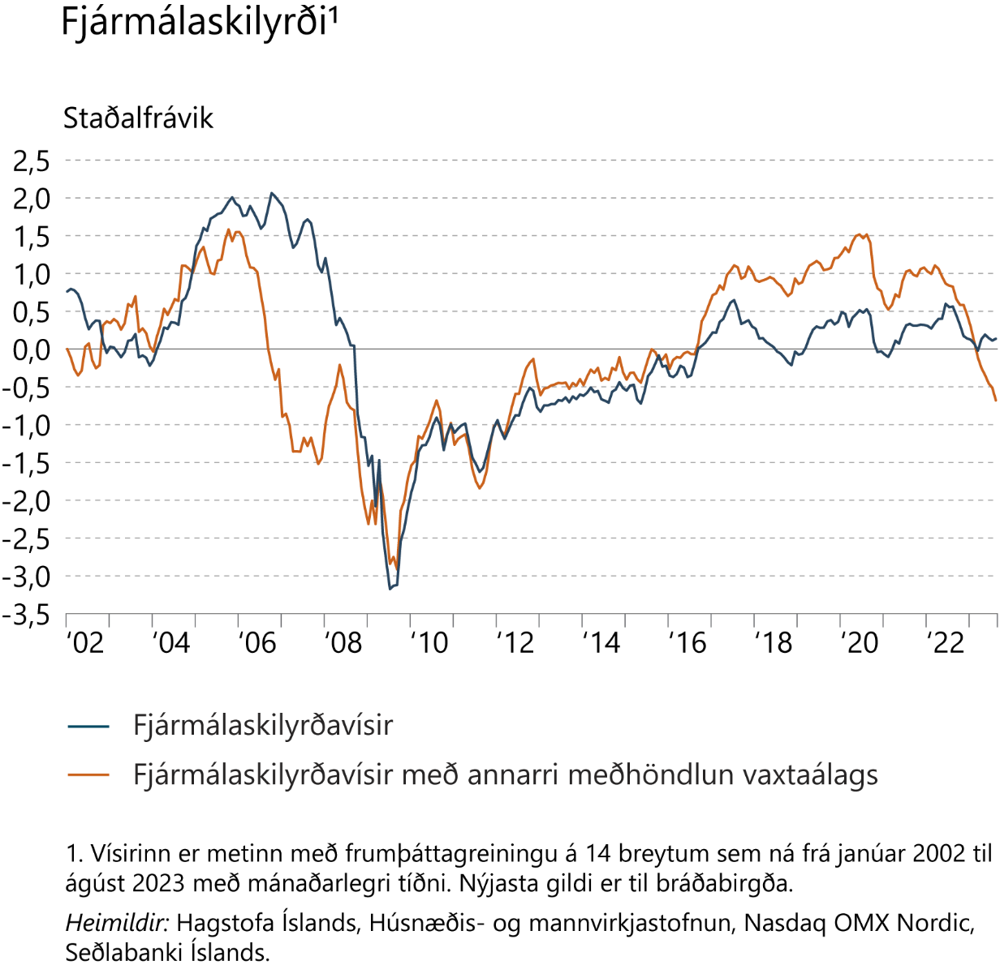 Fjármálaskilyrði¹
Staðalfrávik
2,5
2,0
1,5
1,0
0,5
0,0
-0,5
-1,0
-1,5
-2,0
-2,5
-3,0
-3,5
‘02 ‘04 ‘06 ‘08 ‘10 ‘12 ‘14 ‘16 ‘18 ‘20 ‘22
Fjármálaskilyrðavísir
Fjármálaskilyrðavísir með annarri meðhöndlun vaxtaálags
1. Vísirinn er metinn með frumþáttagreiningu á 14 breytum sem ná frá janúar 2002 til
ágúst 2023 með mánaðarlegri tíðni. Nýjasta gildi er til bráðabirgða.
Heimildir: Hagstofa Íslands, Húsnæðis- og mannvirkjastofnun, Nasdaq OMX Nordic,
Seðlabanki Íslands.